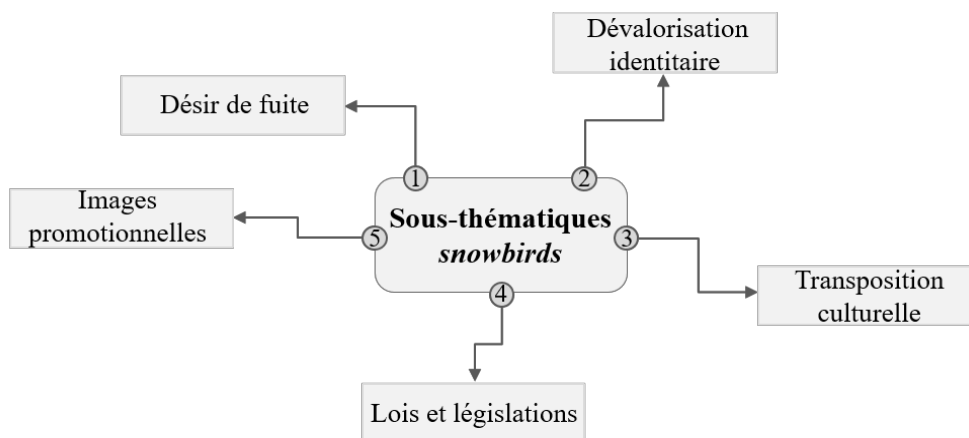 Dévalorisation
identitaire
Désir de fuite
1
2
Images
promotionnelles
Sous-thématiques
snowbirds
5
3
Transposition
culturelle
4
Lois et législations